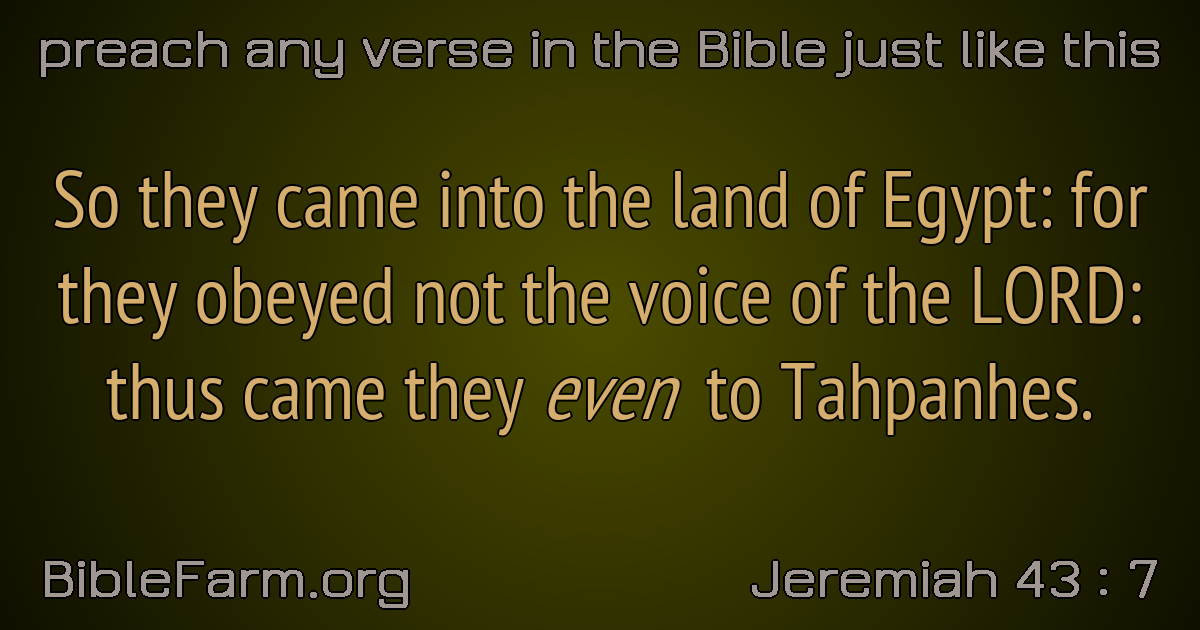 preach any verse in the Bible just like this
So they came into the land of Egypt: for
they obeyed not the voice of the LORD:
thus came they even to Tahpanhes.
BibleFarm.org
Jeremiah 43 : 7